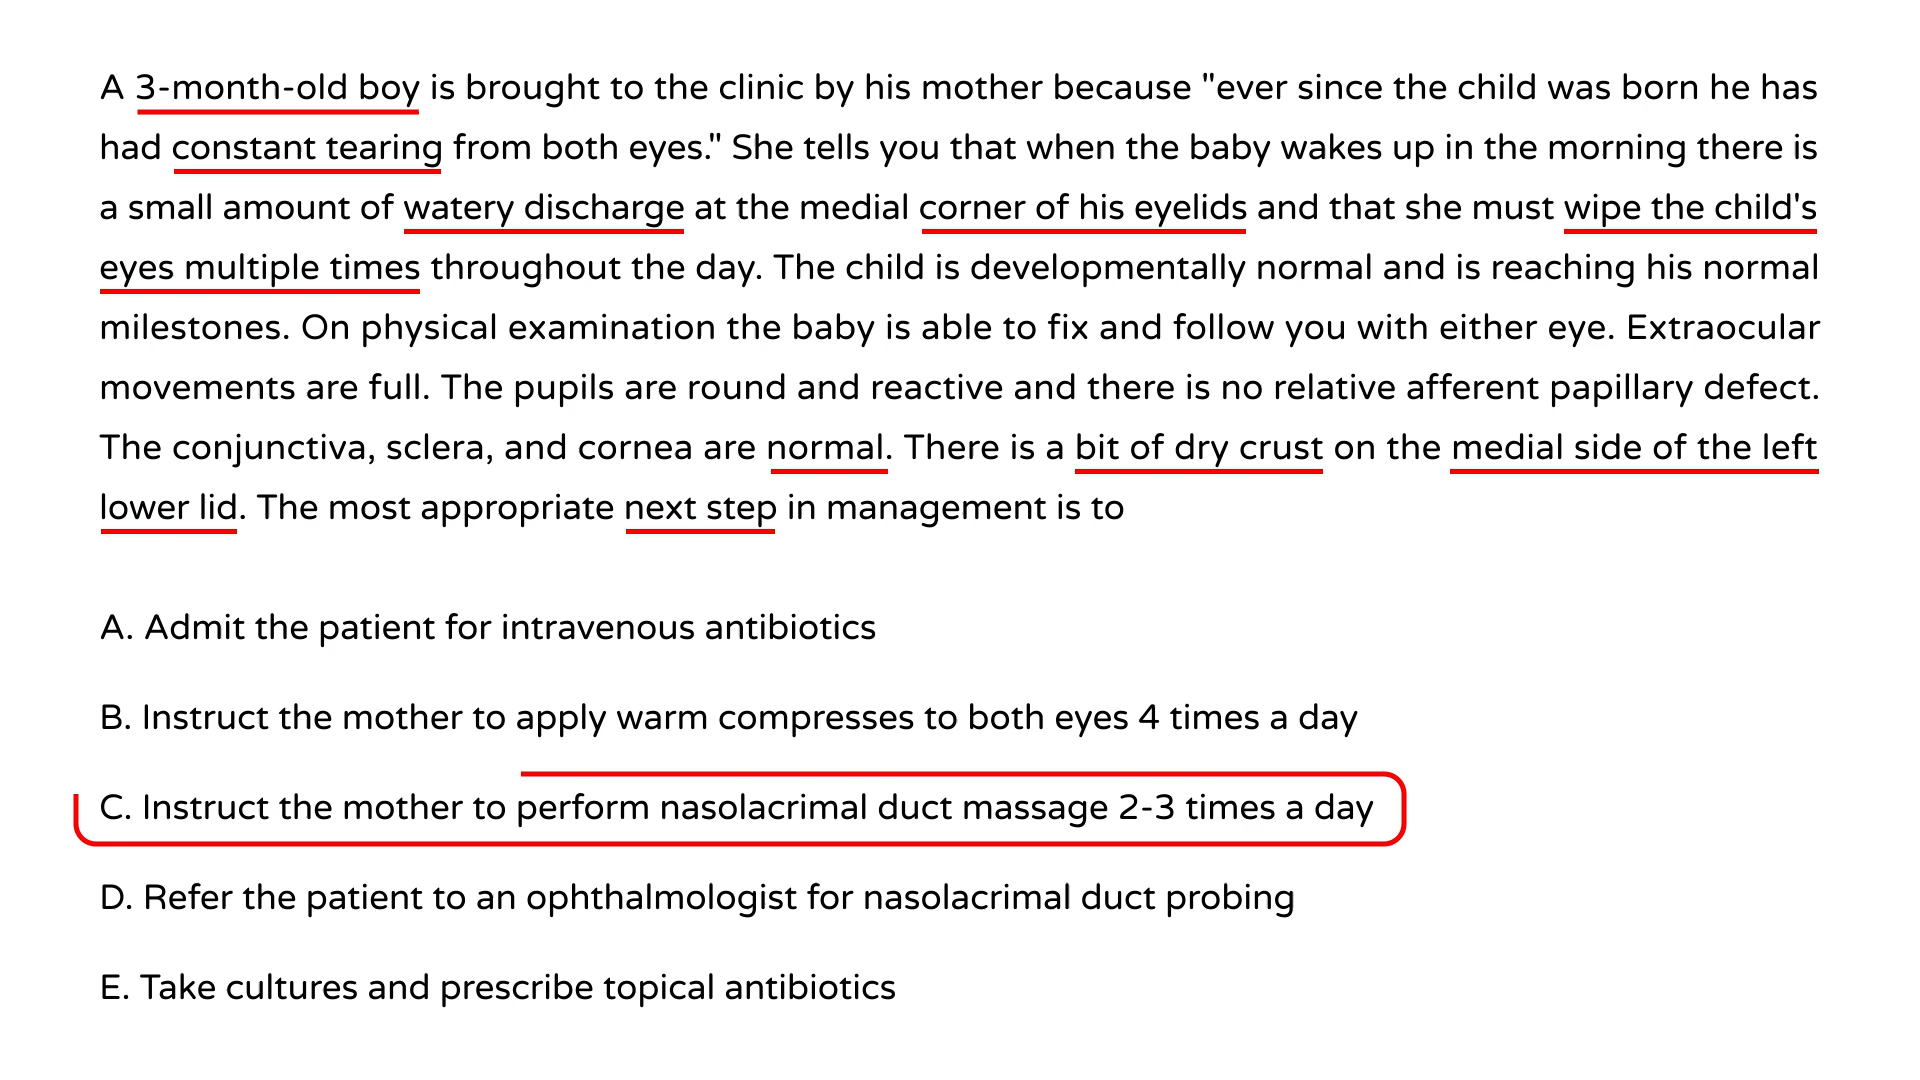 A 3-month-old boy is brought to the clinic by his mother because "ever since the child was born he has
had constant tearing from both eyes." She tells you that when the baby wakes up in the morning there is
a small amount of watery discharge at the medial corner of his eyelids and that she must wipe the child's
eyes multiple times throughout the day. The child is developmentally normal and is reaching his normal
milestones. On physical examination the baby is able to fix and follow you with either eye. Extraocular
movements are full. The pupils are round and reactive and there is no relative afferent papillary defect.
The conjunctiva, sclera, and cornea are normal. There is a bit of dry crust on the medial side of the left
lower lid. The most appropriate next step in management is to
A. Admit the patient for intravenous antibiotics
B. Instruct the mother to apply warm compresses to both eyes 4 times a day
C. Instruct the mother to perform nasolacrimal duct massage 2-3 times a day
D. Refer the patient to an ophthalmologist for nasolacrimal duct probing
E. Take cultures and prescribe topical antibiotics